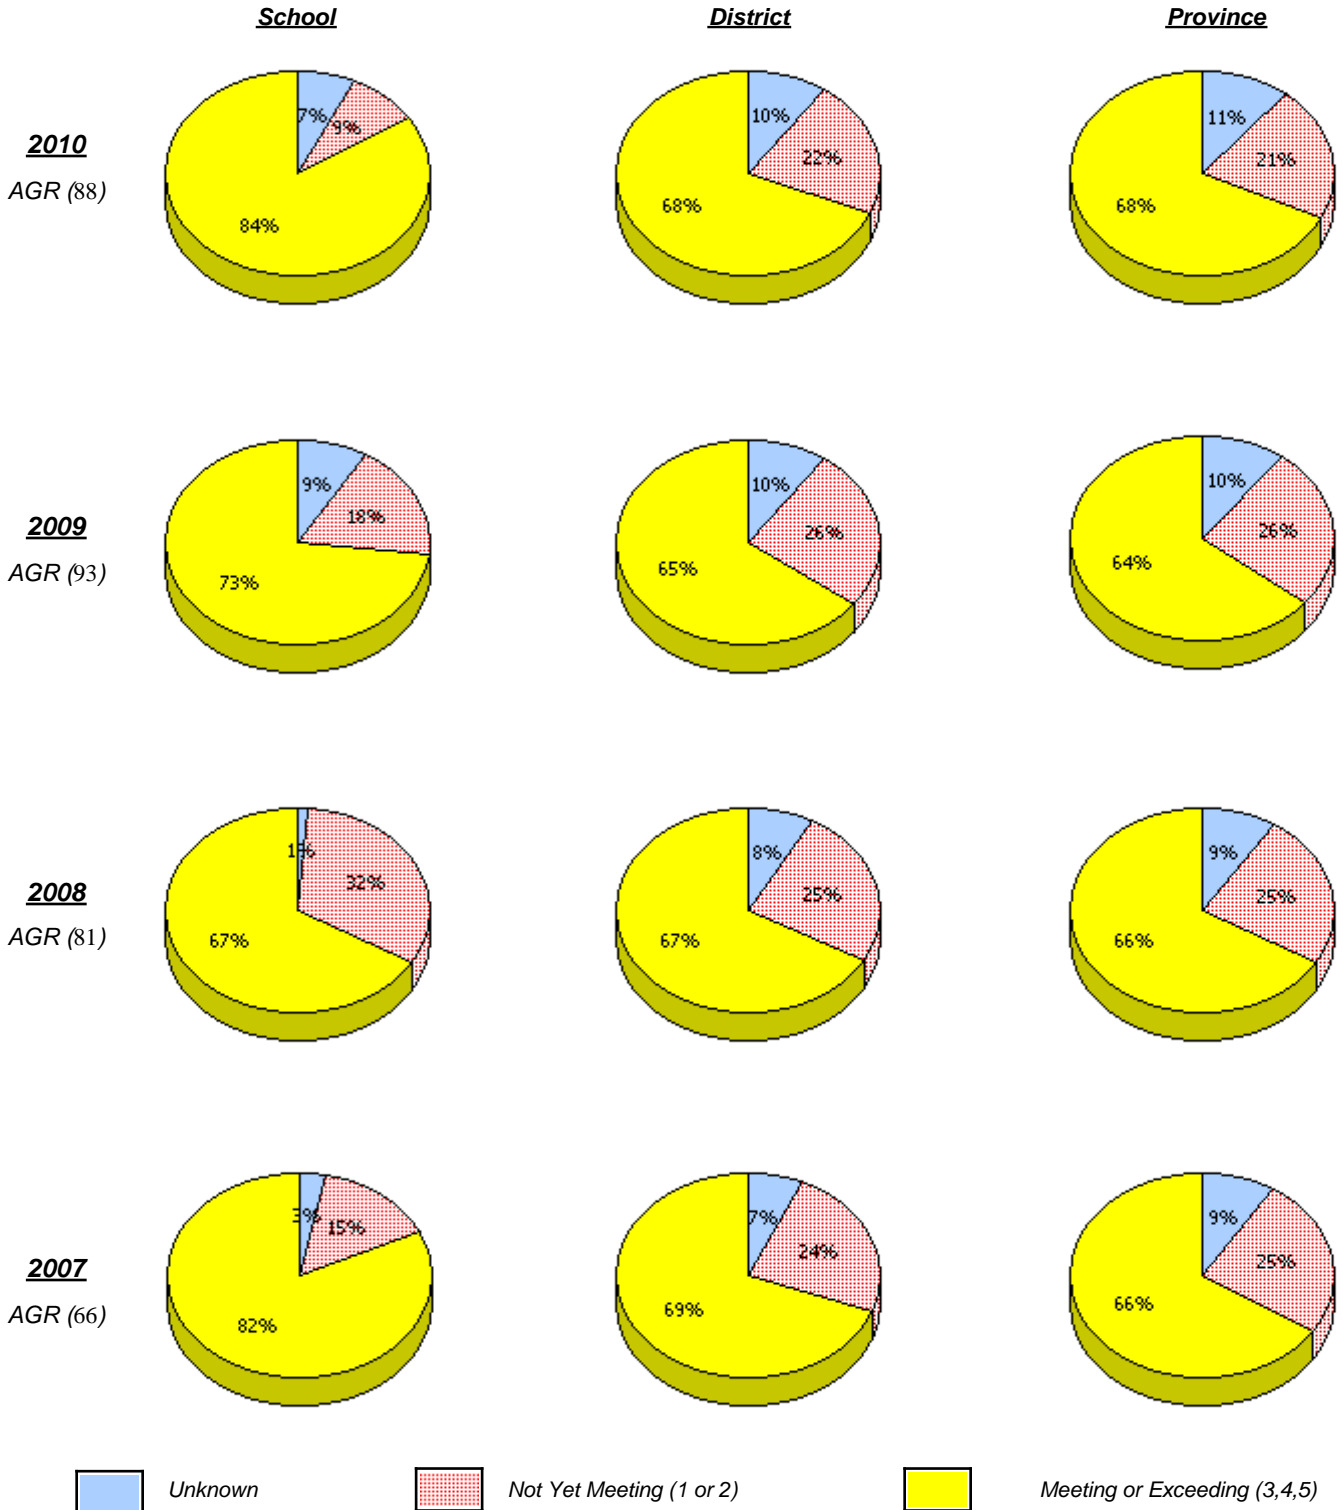 School District Province
2010
AGR (88)
7% 9% 84%
10% 22% 68%
11% 21% 68%
2009
AGR (93)
9% 18% 73%
10% 26% 65%
10% 26% 64%
2008
AGR (81)
1% 32% 67%
8% 25% 67%
9% 25% 66%
2007
AGR (66)
3% 15% 82%
7% 24% 69%
9% 25% 66%
Unknown Not Yet Meeting (1 or 2) Meeting or Exceeding (3,4,5)